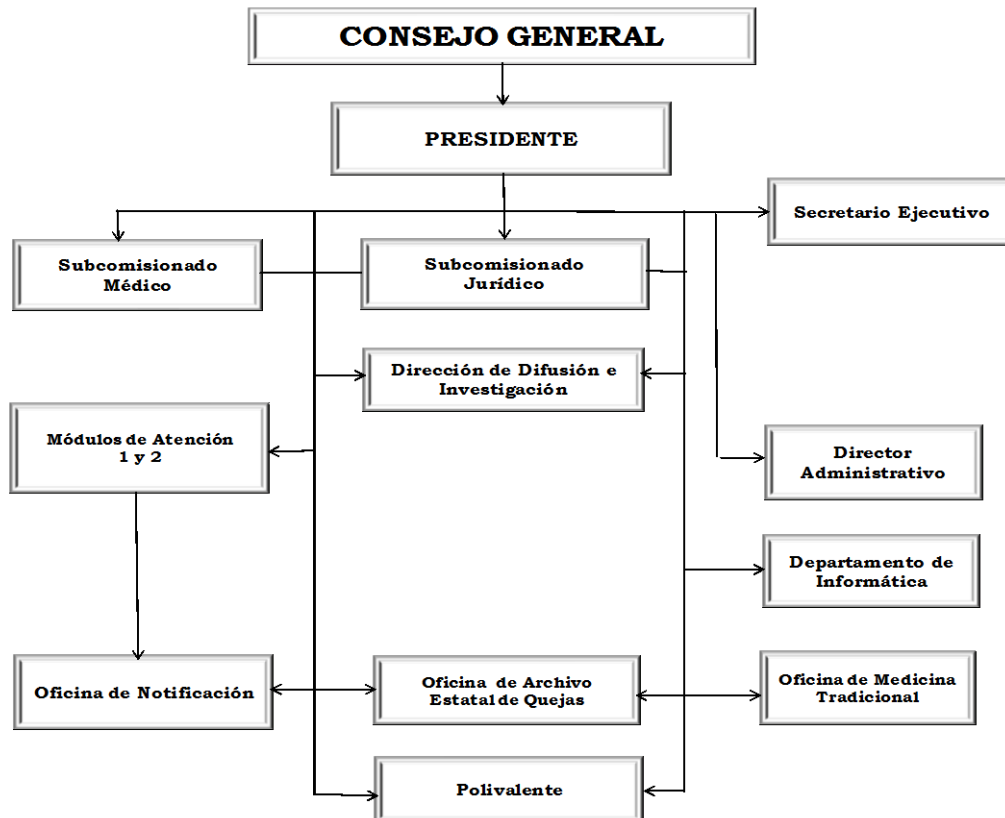 CONSEJO GENERAL
PRESIDENTE
Secretario Ejecutivo
Subcomisionado
Médico
Subcomisionado
Jurídico
Dirección de Difusión e
Investigación
Módulos de Atención
1 y 2
Director
Administrativo
Departamento de
Informática
Oficina de Notificación
Oficina de Archivo
Estatal de Quejas
Oficina de Medicina
Tradicional
Polivalente